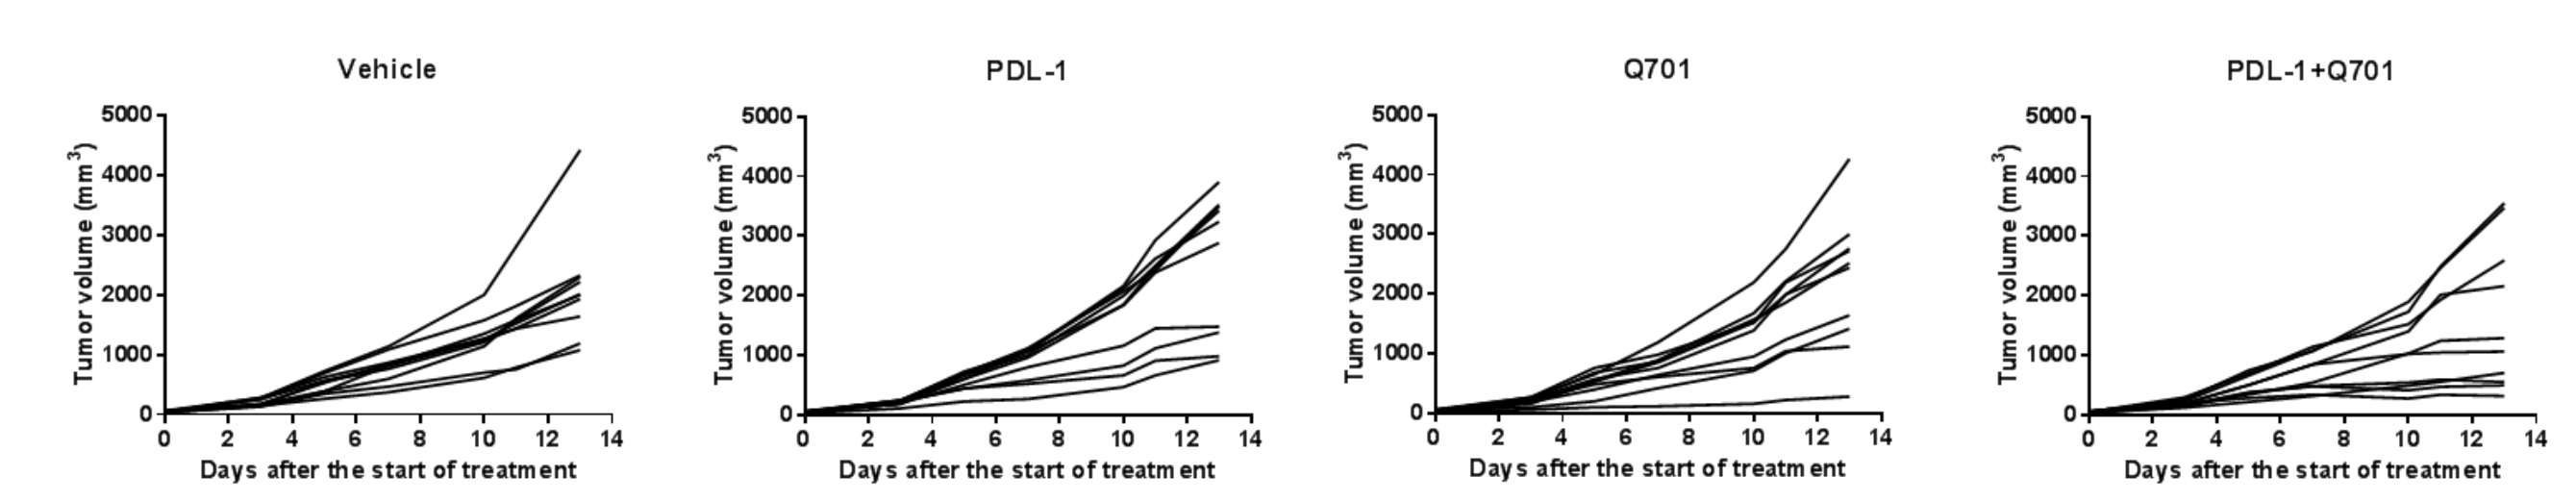 Vehicle
5000
4000
3000
2000
1000
0
Tumor volume (mm³)
0 2 4 6 8 10 12 14
Days after the start of treatment
PDL-1
5000
4000
3000
2000
1000
0
Tumor volume (mm³)
0 2 4 6 8 10 12 14
Days after the start of treatment
Q701
5000
4000
3000
2000
1000
0
Tumor volume (mm³)
0 2 4 6 8 10 12 14
Days after the start of treatment
PDL-1+Q701
5000
4000
3000
2000
1000
0
Tumor volume (mm³)
0 2 4 6 8 10 12 14
Days after the start of treatment